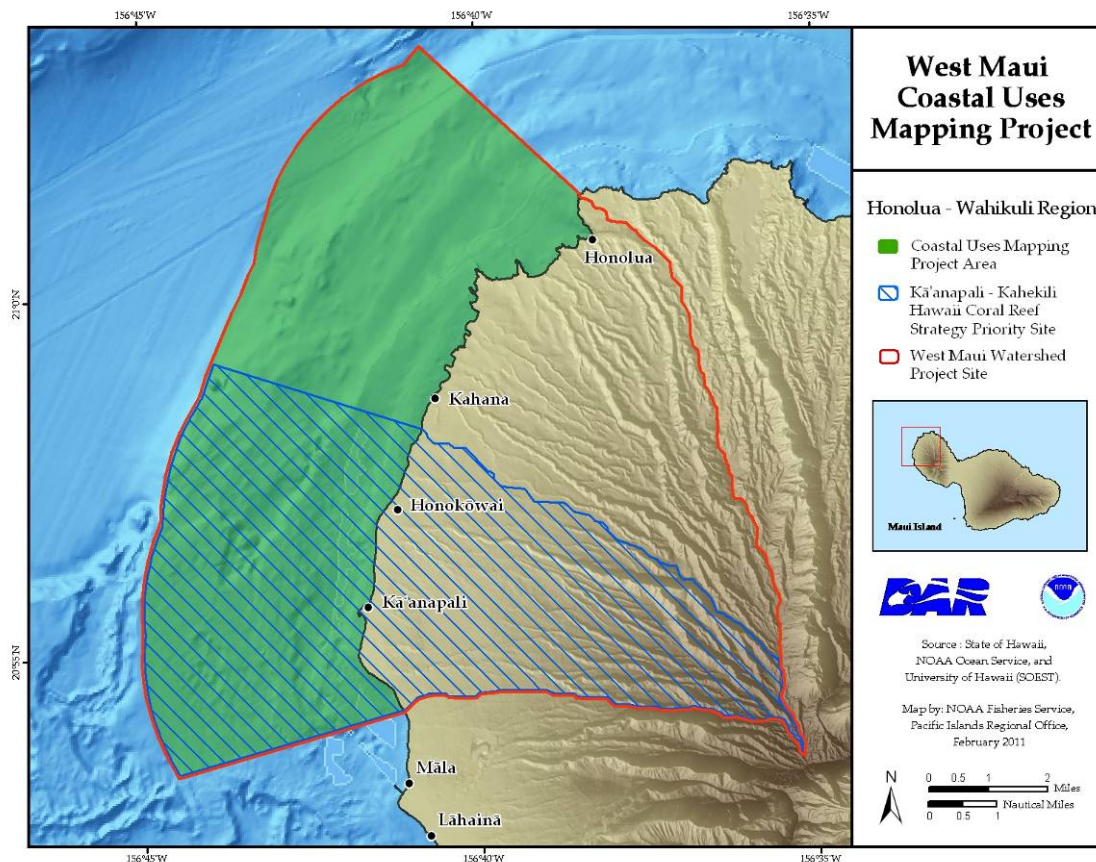 156°45'W
156°40'W
156°35'W
21°0'N
20°55'N
156°45'W
156°40'W
156°35'W
Honolua
Kahana
Honokōwai
Kā'anapali
Māla
Lāhainā
West Maui
Coastal Uses
Mapping Project
Honolua - Wahikuli Region
Coastal Uses Mapping
Project Area
Kā'anapali - Kahekili
Hawaii Coral Reef
Strategy Priority Site
West Maui Watershed
Project Site
Maui Island
DAR
NOAA
Source : State of Hawaii,
NOAA Ocean Service, and
University of Hawaii (SOEST).
Map by: NOAA Fisheries Service,
Pacific Islands Regional Office,
February 2011
N
0 0.5 1 2
Miles
Nautical Miles
0 0.5 1